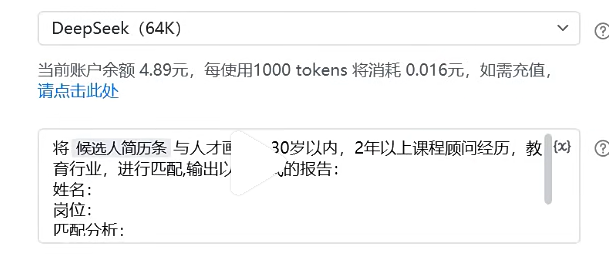 DeepSeek（64K）
当前账户余额 4.89元，每使用1000 tokens 将消耗 0.016元，如需充值，
请点击此处
将 候选人简历条 与人才 30岁以内，2年以上课程顾问经历，教 {x}
育行业，进行匹配,输出以 的报告：
姓名：
岗位：
匹配分析：